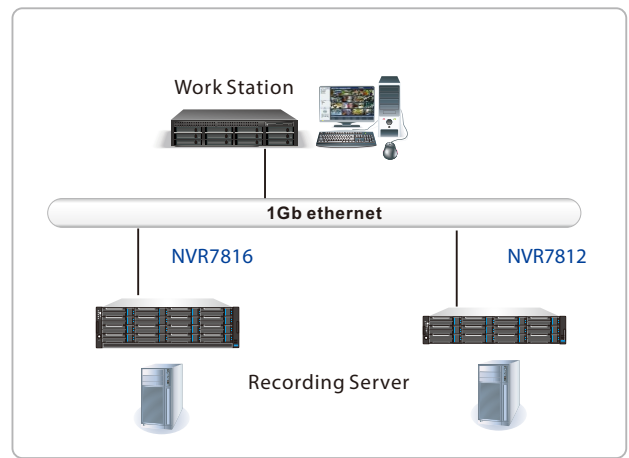 Work Station
1Gb ethernet
NVR7816
NVR7812
Recording Server